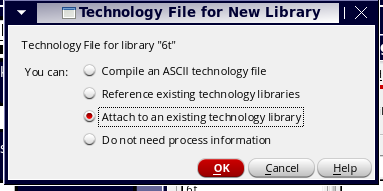 Technology File for New Library
Technology File for library "6t"
You can:
Compile an ASCII technology file
Reference existing technology libraries
Attach to an existing technology library
Do not need process information
OK Cancel Help
6t